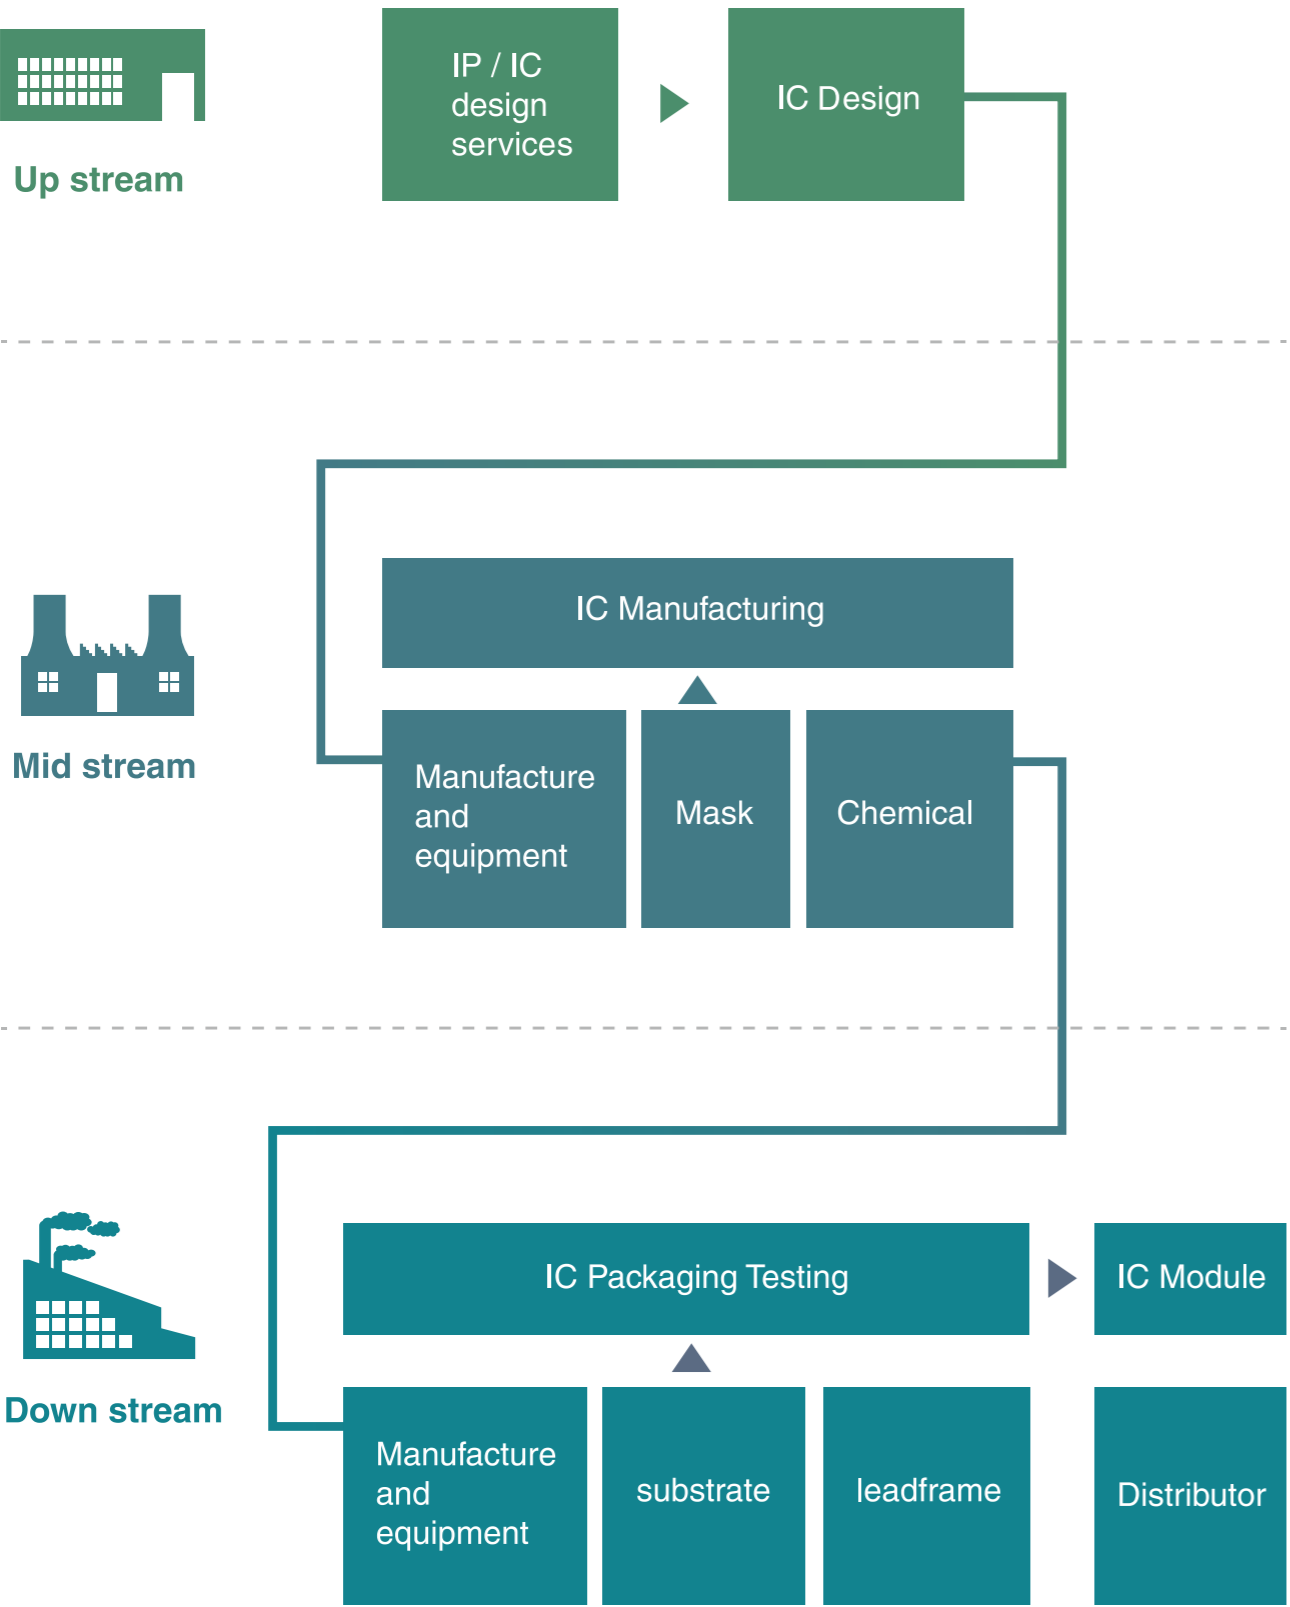 Up stream
IP / IC
design
services
IC Design
Mid stream
IC Manufacturing
Manufacture
and
equipment
Mask
Chemical
Down stream
IC Packaging Testing
IC Module
Manufacture
and
equipment
substrate
leadframe
Distributor